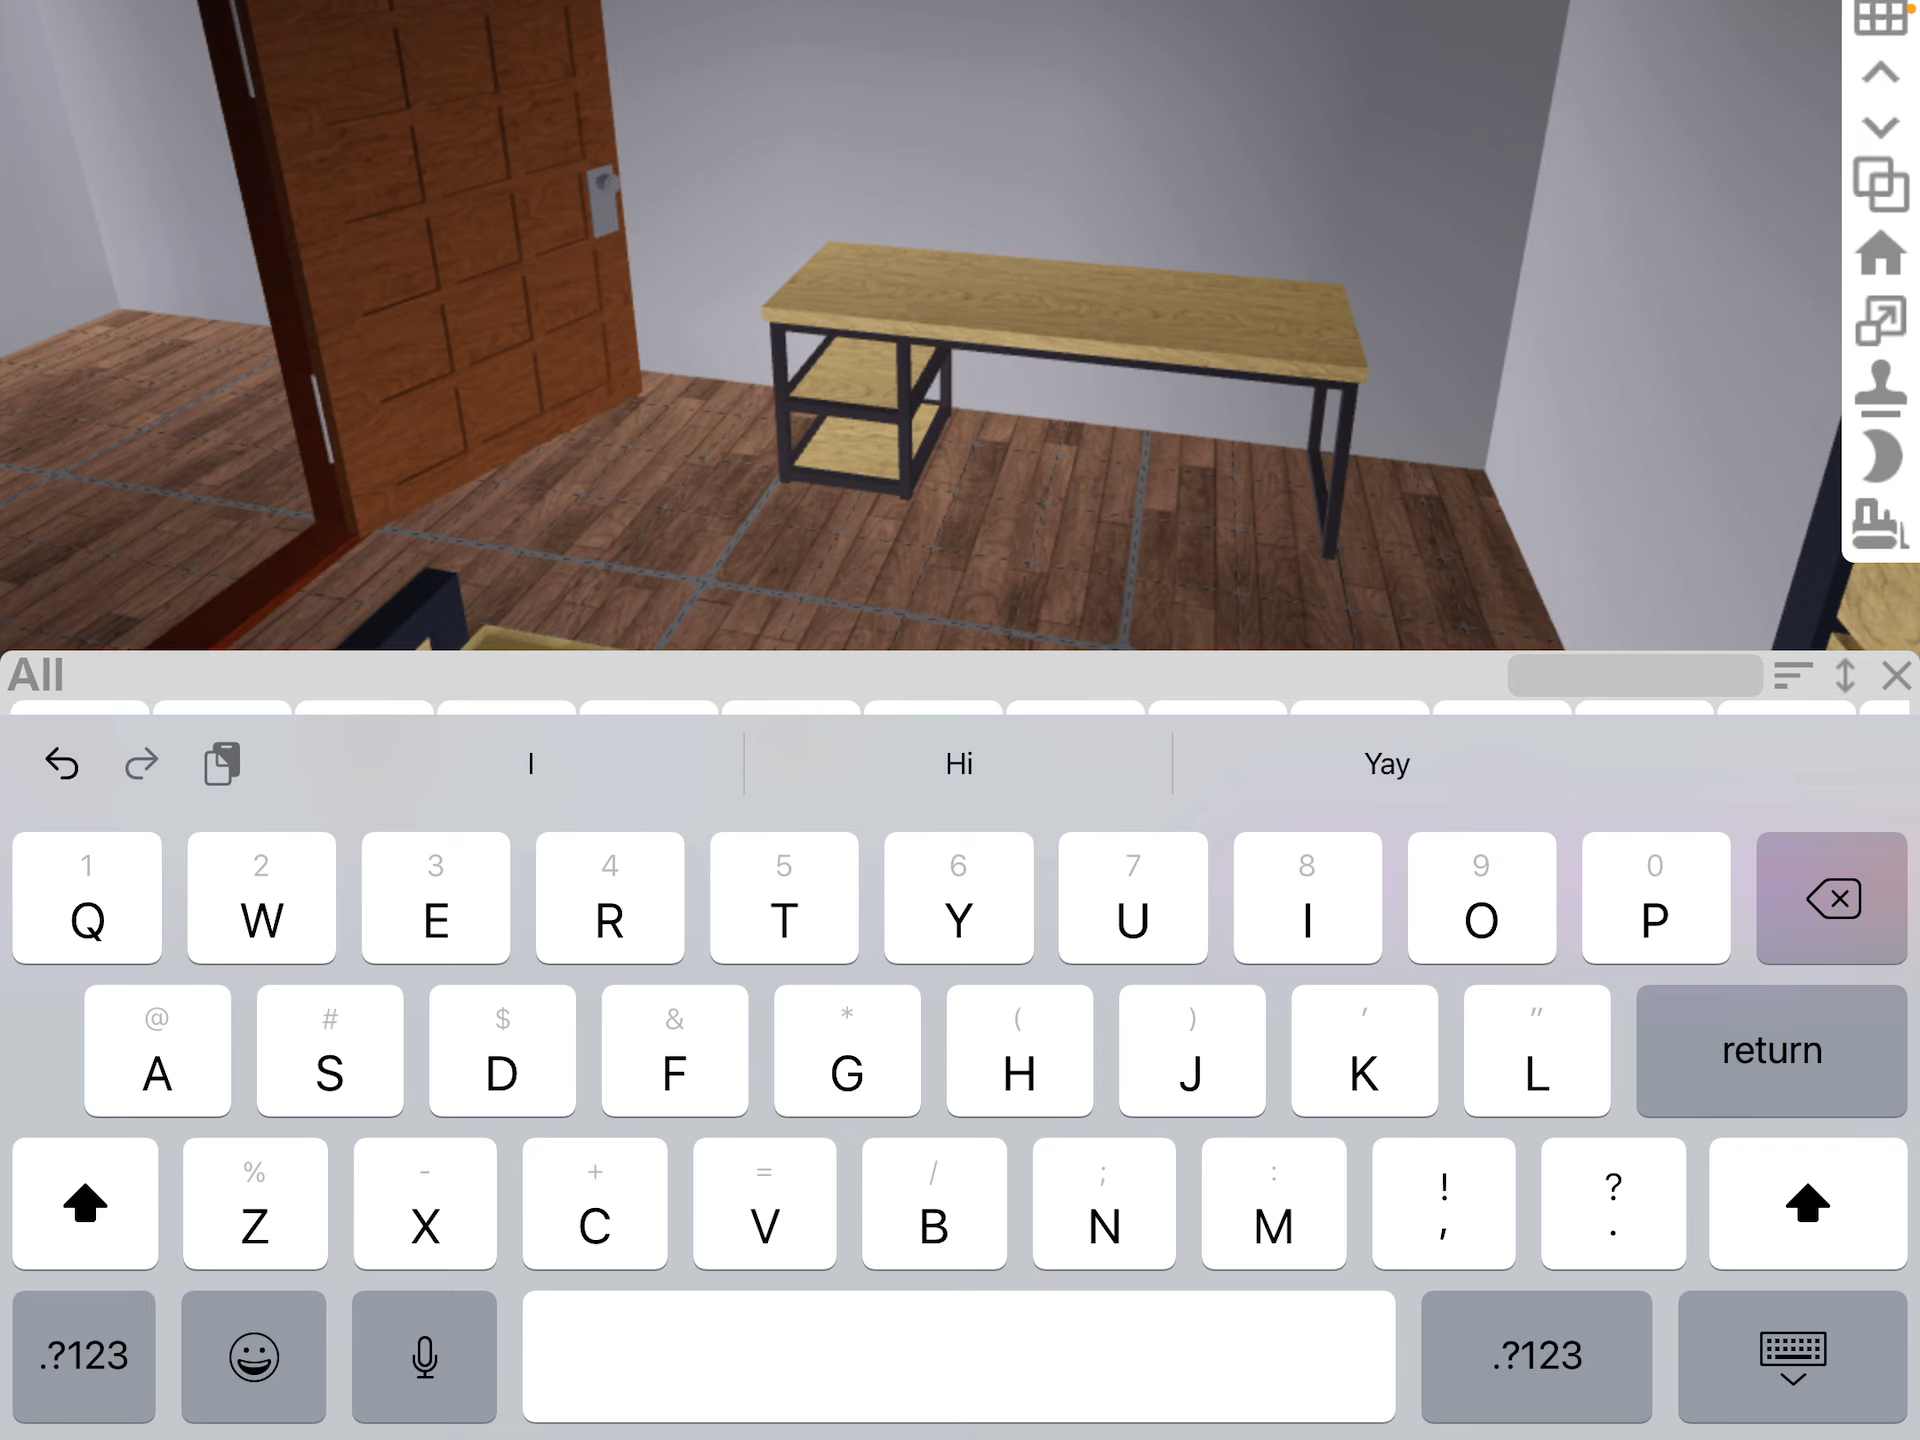 All
I Hi Yay
1 2 3 4 5 6 7 8 9 0
Q W E R T Y U I O P
@ # $ & * ( ) ' "
A S D F G H J K L return
% - + = / ; : ! ?
Z X C V B N M , .
.?123 .?123